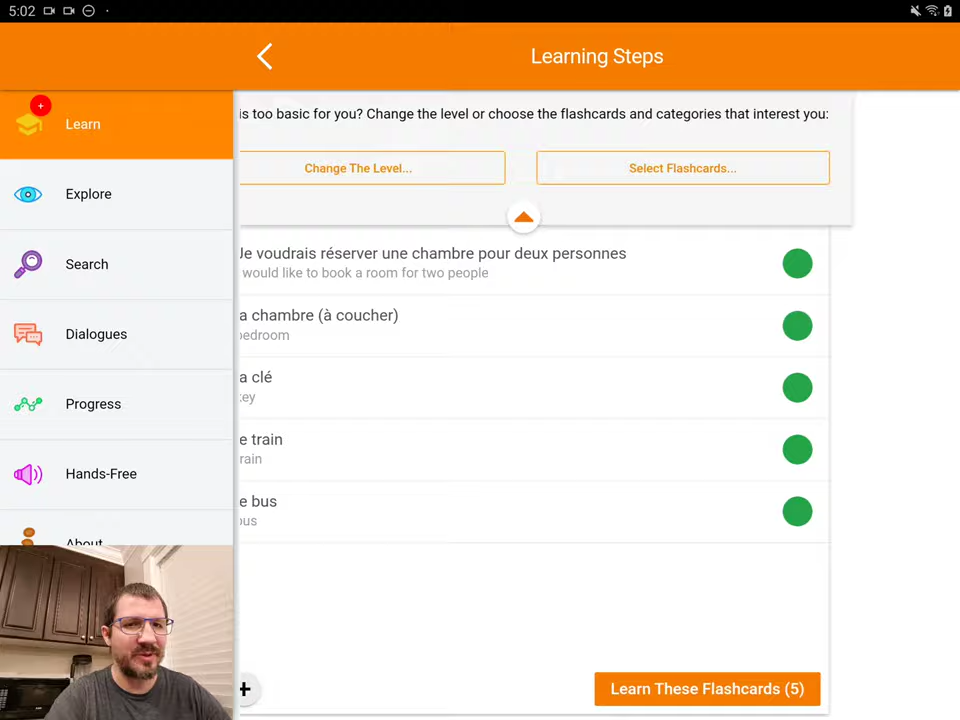 5:02
Learning Steps
+
Learn
is too basic for you? Change the level or choose the flashcards and categories that interest you:
Change The Level...
Select Flashcards...
Explore
Search
Dialogues
Progress
Hands-Free
About
Je voudrais réserver une chambre pour deux personnes
would like to book a room for two people
a chambre (à coucher)
bedroom
a clé
key
e train
rain
e bus
bus
+
Learn These Flashcards (5)